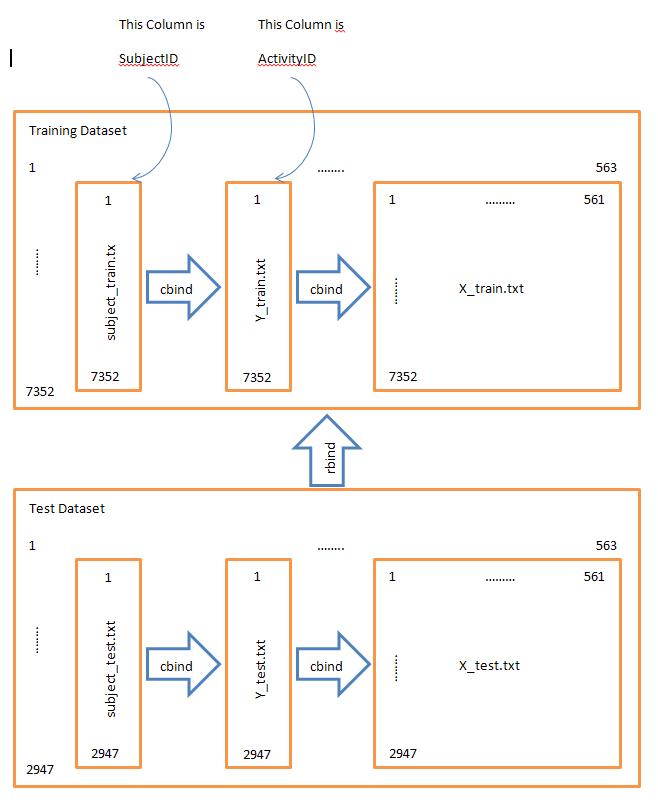 This Column is
SubjectID
This Column is
ActivityID
Training Dataset
1 ........ 563
1
subject_train.tx
7352
cbind
1
Y_train.txt
7352
cbind
1 ......... 561
........
X_train.txt
7352
........
7352
rbind
Test Dataset
1 ........ 563
1
subject_test.txt
2947
cbind
1
Y_test.txt
2947
cbind
1 ......... 561
........
X_test.txt
2947
........
2947